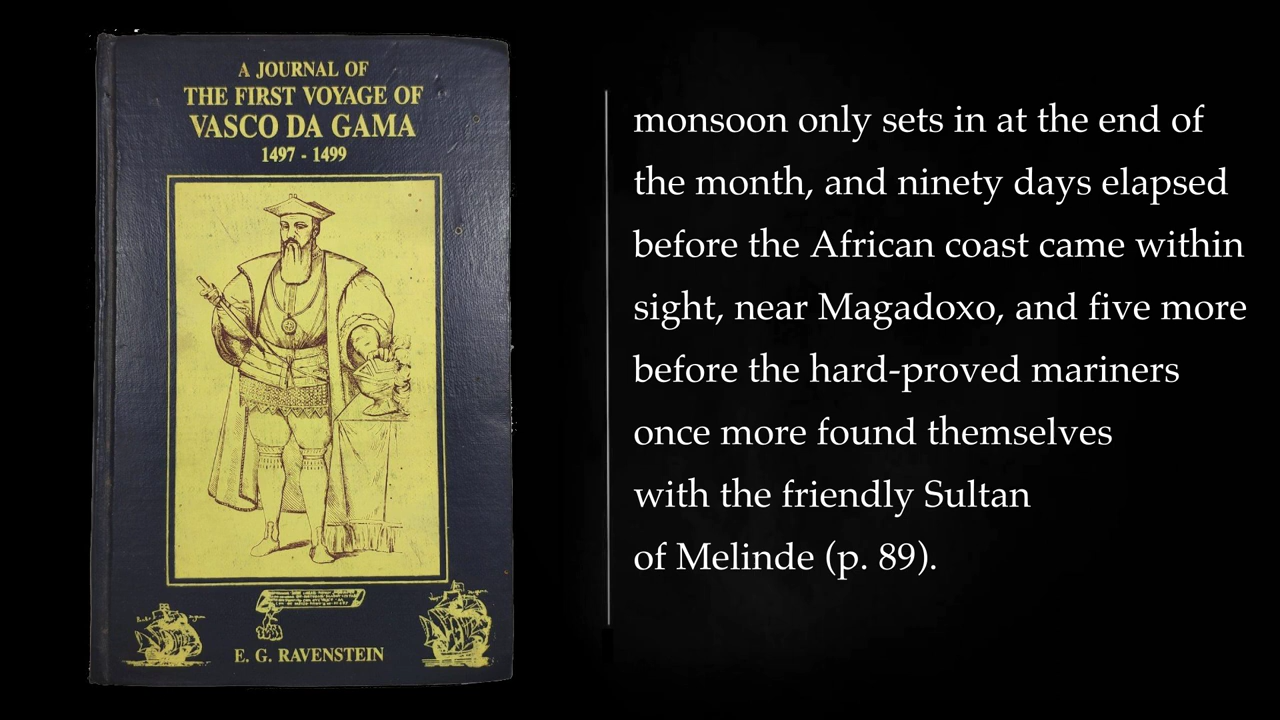 A JOURNAL OF
THE FIRST VOYAGE OF
VASCO DA GAMA
1497 - 1499
E. G. RAVENSTEIN
monsoon only sets in at the end of
the month, and ninety days elapsed
before the African coast came within
sight, near Magadoxo, and five more
before the hard-proved mariners
once more found themselves
with the friendly Sultan
of Melinde (p. 89).